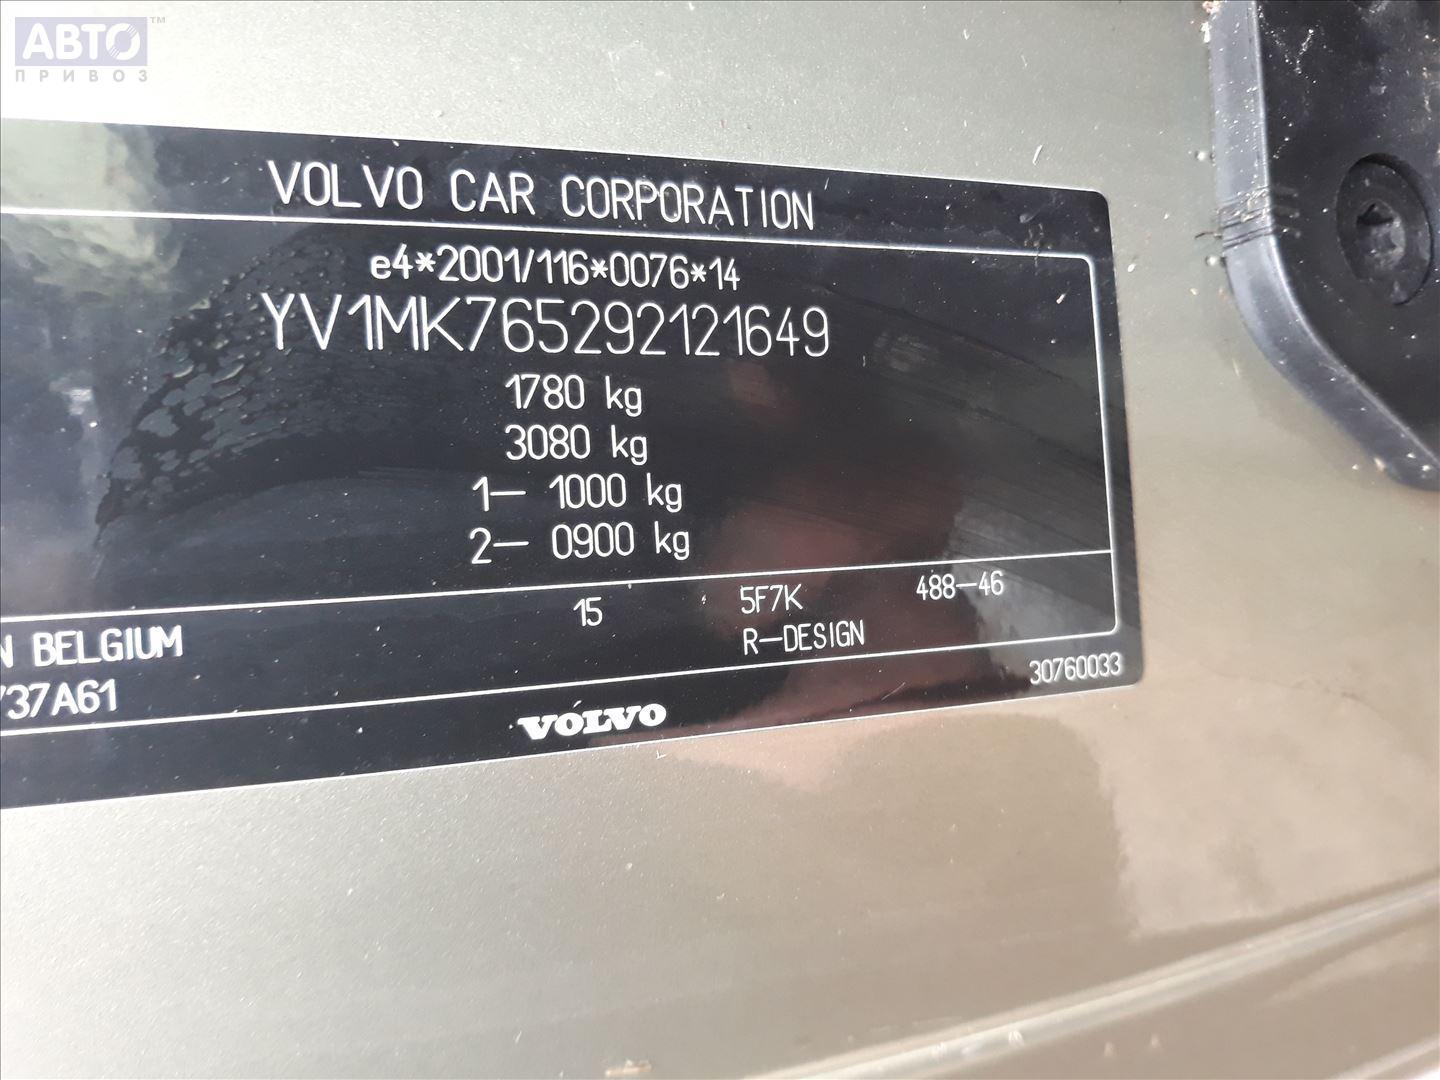 АВТО™
ПРИВОЗ
VOLVO CAR CORPORATION
e4*2001/116*0076*14
YV1MK765292121649
1780 kg
3080 kg
1— 1000 kg
2— 0900 kg
BELGIUM 15 5F7K 488—46
737A61 R—DESIGN
VOLVO 30760033